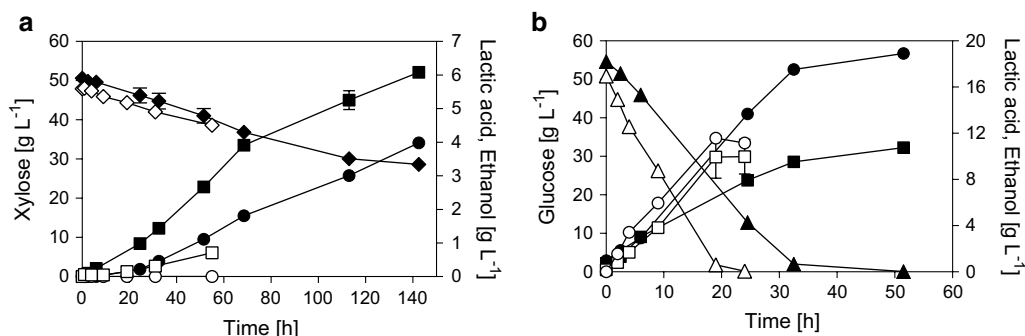 a
60
50
40
30
20
10
0
Xylose [g L-1]
7
6
5
4
3
2
1
0
Lactic acid, Ethanol [g L-1]
0 20 40 60 80 100 120 140
Time [h]
b
60
50
40
30
20
10
0
Glucose [g L-1]
20
16
12
8
4
0
Lactic acid, Ethanol [g L-1]
0 10 20 30 40 50 60
Time [h]